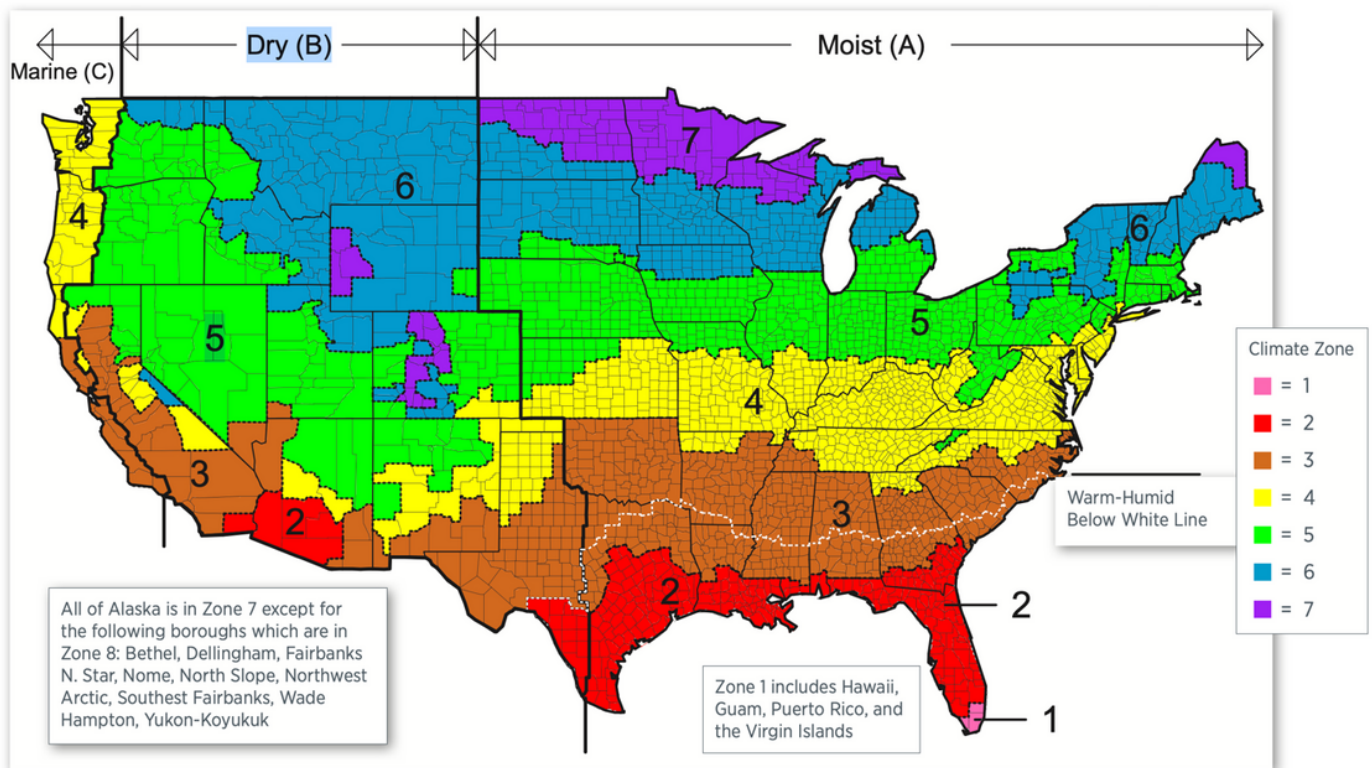 Dry (B)
Moist (A)
Marine (C)
7
6
4
6
5
5
4
3
3
2
2
2
1
Climate Zone
= 1
= 2
= 3
= 4
= 5
= 6
= 7
Warm-Humid
Below White Line
All of Alaska is in Zone 7 except for
the following boroughs which are in
Zone 8: Bethel, Dellingham, Fairbanks
N. Star, Nome, North Slope, Northwest
Arctic, Southest Fairbanks, Wade
Hampton, Yukon-Koyukuk
Zone 1 includes Hawaii,
Guam, Puerto Rico, and
the Virgin Islands